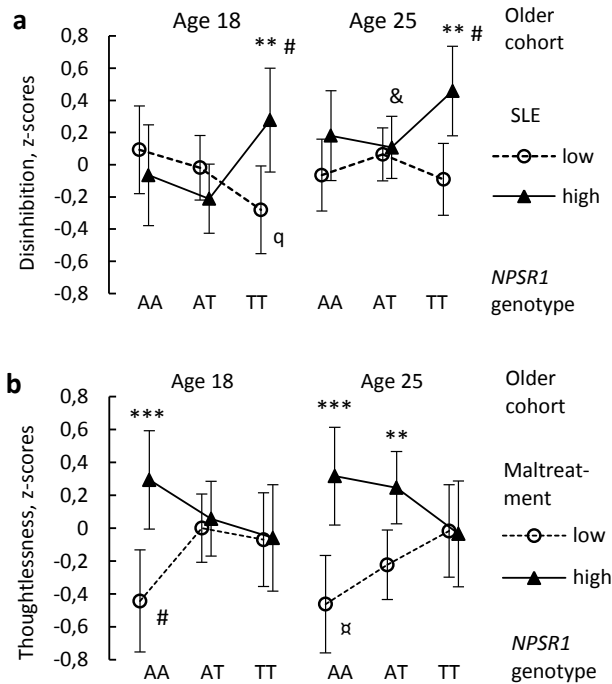 a
Age 18
Age 25
Older
cohort
Disinhibition, z-scores
0,8
0,6
0,4
0,2
0
-0,2
-0,4
-0,6
-0,8
** #
** #
&
q
SLE
low
high
AA
AT
TT
AA
AT
TT
NPSR1
genotype
b
Age 18
Age 25
Older
cohort
Thoughtlessness, z-scores
0,8
0,6
0,4
0,2
0
-0,2
-0,4
-0,6
-0,8
***
***
**
#
¤
Maltreat-
ment
low
high
AA
AT
TT
AA
AT
TT
NPSR1
genotype